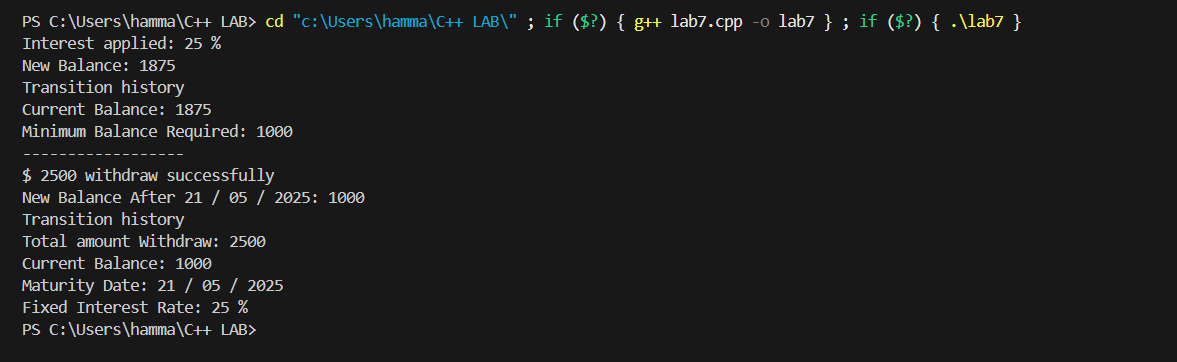 PS C:\Users\hamma\C++ LAB> cd "c:\Users\hamma\C++ LAB\" ; if ($?) { g++ lab7.cpp -o lab7 } ; if ($?) { .\lab7 }
Interest applied: 25 %
New Balance: 1875
Transition history
Current Balance: 1875
Minimum Balance Required: 1000
------------------
$ 2500 withdraw successfully
New Balance After 21 / 05 / 2025: 1000
Transition history
Total amount Withdraw: 2500
Current Balance: 1000
Maturity Date: 21 / 05 / 2025
Fixed Interest Rate: 25 %
PS C:\Users\hamma\C++ LAB>